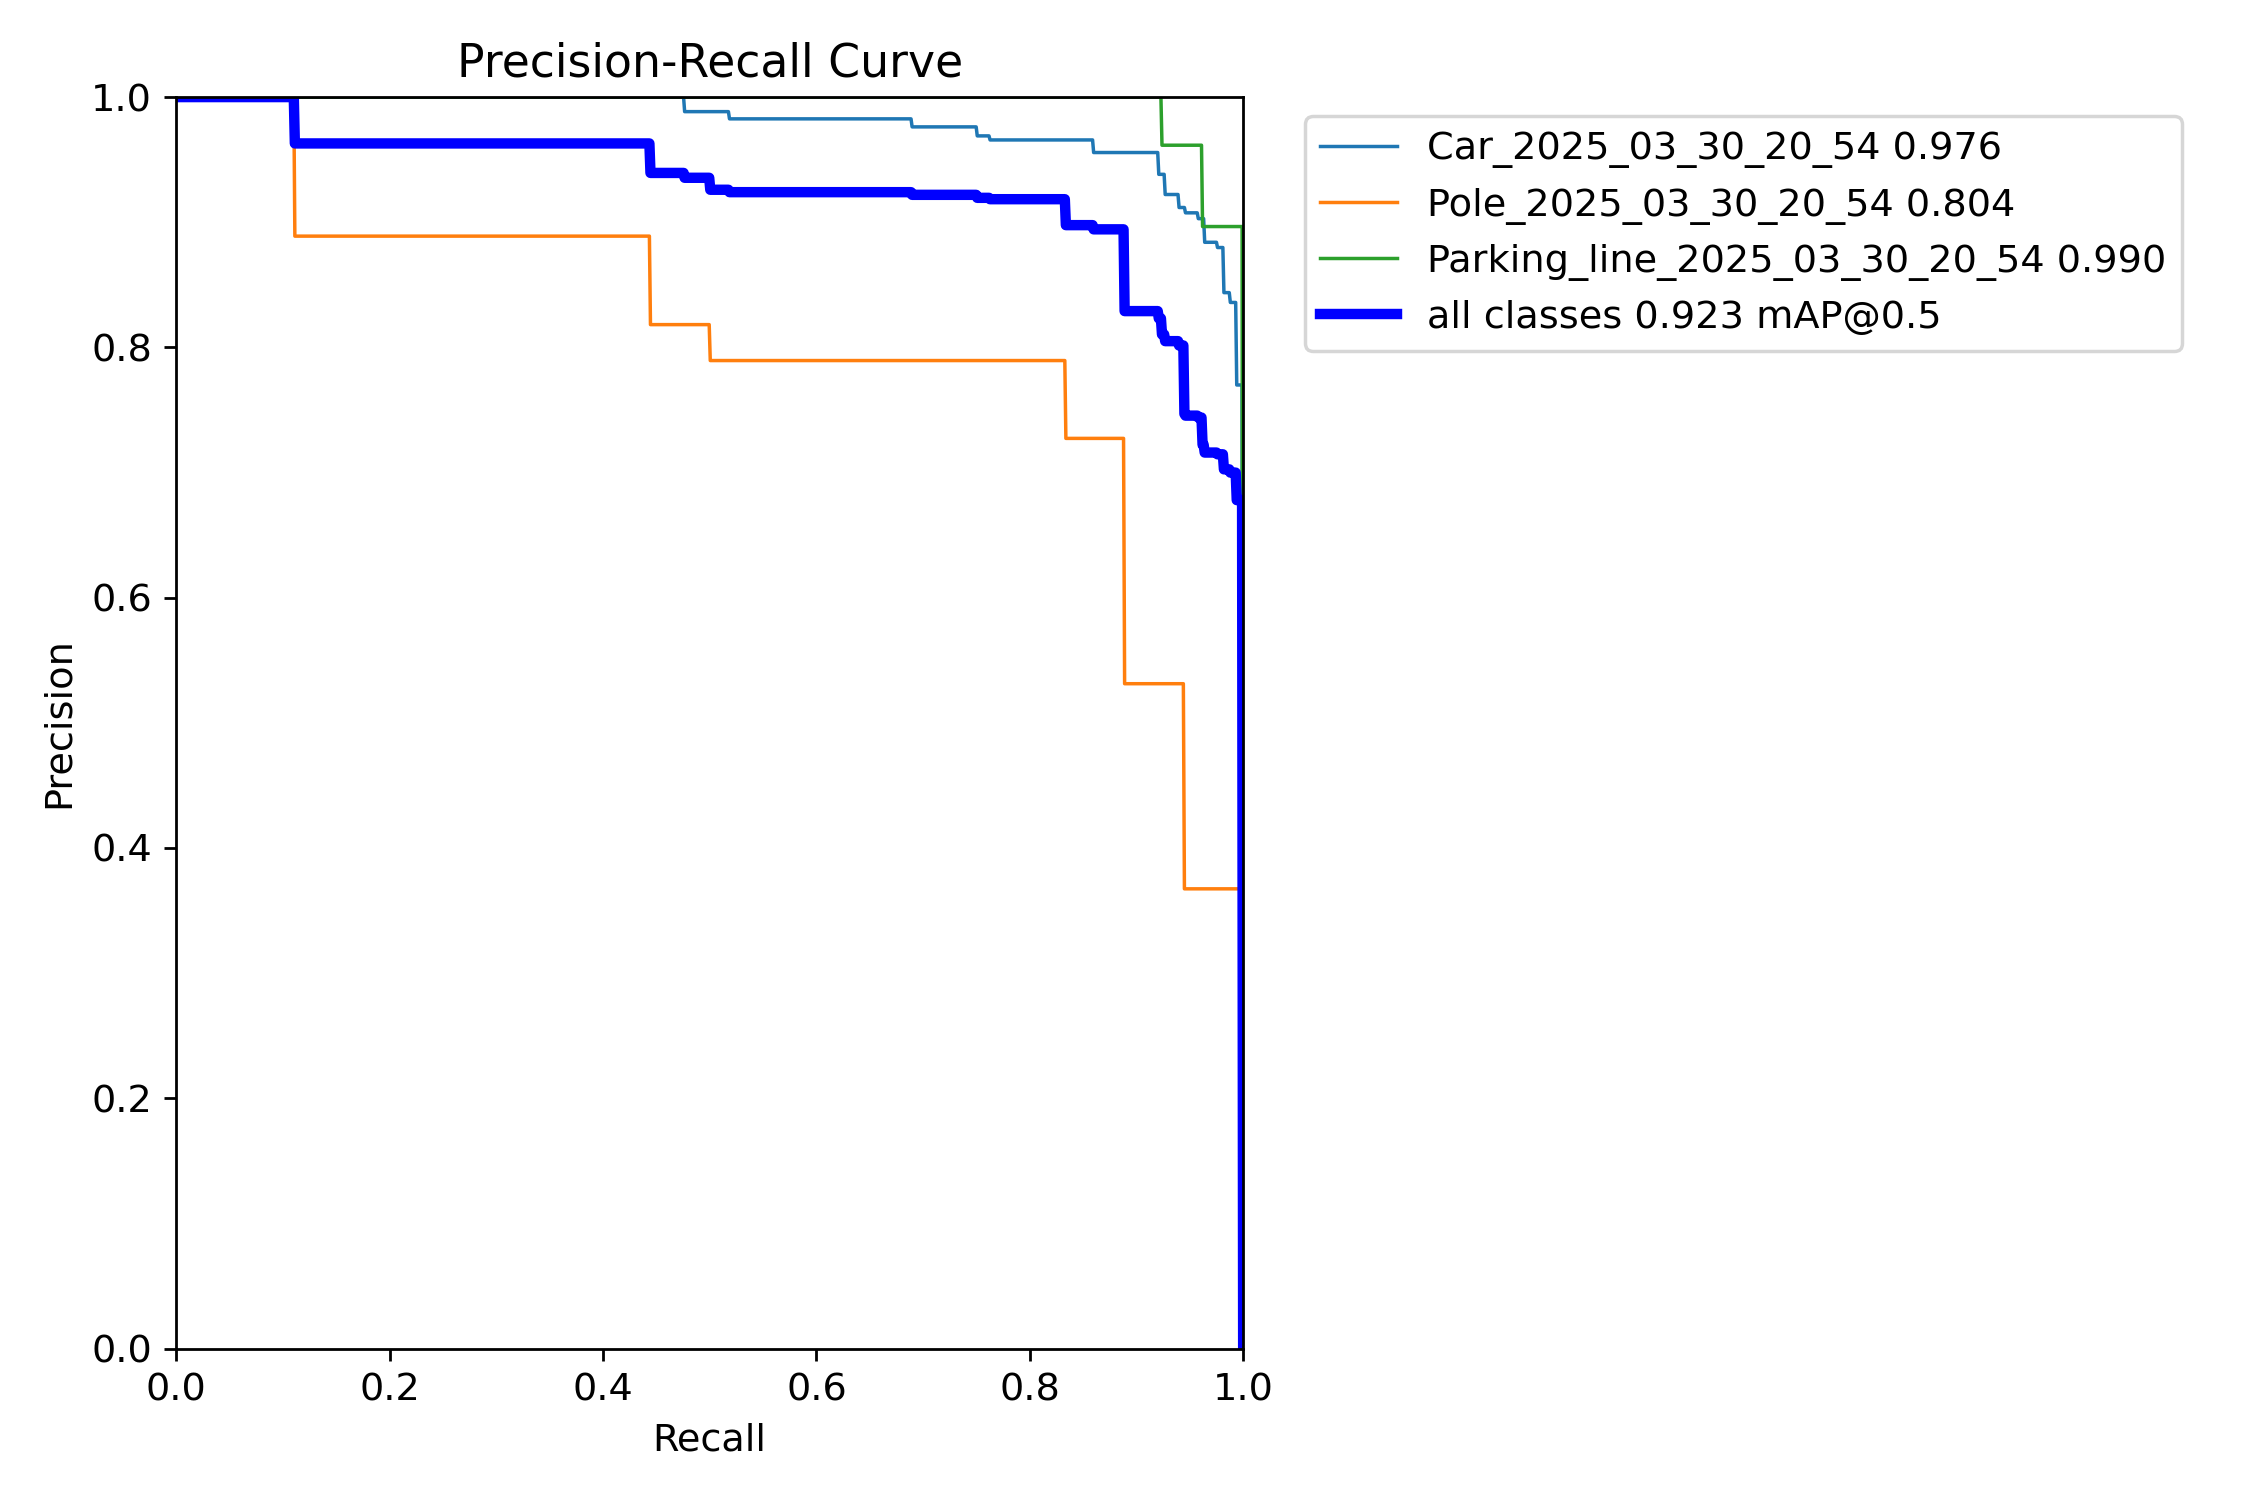 Precision-Recall Curve
1.0
0.8
0.6
0.4
0.2
0.0
Precision
0.0 0.2 0.4 0.6 0.8 1.0
Recall
Car_2025_03_30_20_54 0.976
Pole_2025_03_30_20_54 0.804
Parking_line_2025_03_30_20_54 0.990
all classes 0.923 mAP@0.5